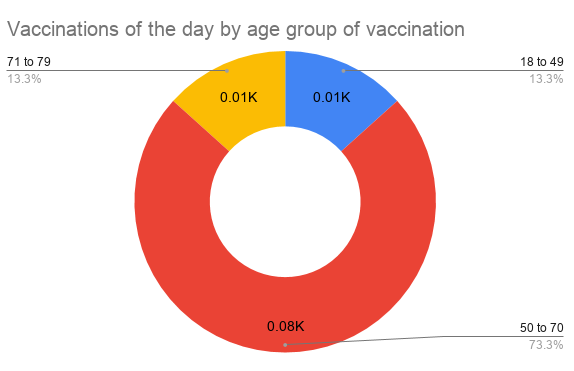 Vaccinations of the day by age group of vaccination
71 to 79
13.3%
18 to 49
13.3%
0.01K
0.01K
0.08K
50 to 70
73.3%